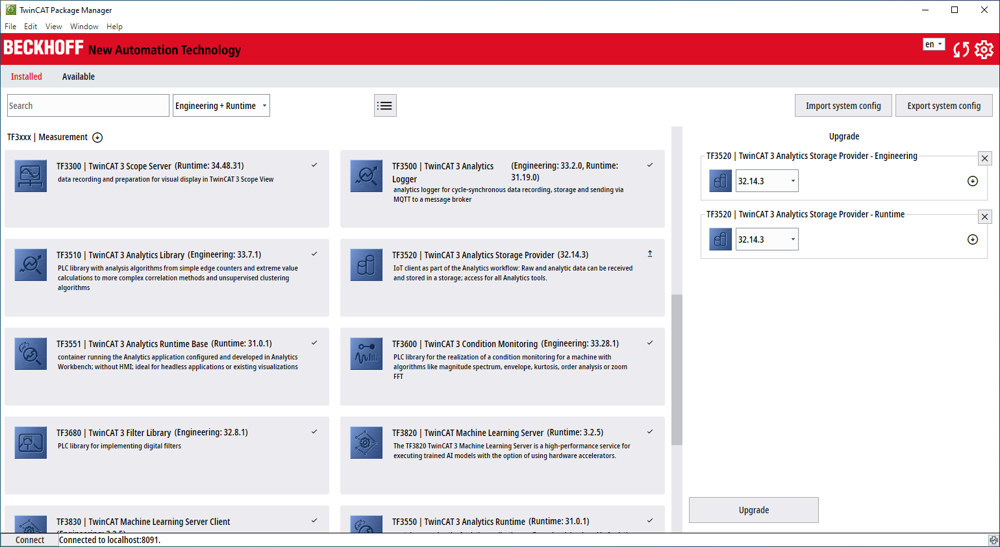 TwinCAT Package Manager
File Edit View Window Help
BECKHOFF New Automation Technology
en
Installed Available
Search
Engineering + Runtime
Import system config
Export system config
TF3xxx | Measurement
TF3300 | TwinCAT 3 Scope Server (Runtime: 34.48.31)
data recording and preparation for visual display in TwinCAT 3 Scope View
TF3500 | TwinCAT 3 Analytics
Logger
(Engineering: 33.2.0, Runtime:
31.19.0)
analytics logger for cycle-synchronous data recording, storage and sending via
MQTT to a message broker
TF3510 | TwinCAT 3 Analytics Library (Engineering: 33.7.1)
PLC library with analysis algorithms from simple edge counters and extreme value
calculations to more complex correlation methods and unsupervised clustering
algorithms
TF3520 | TwinCAT 3 Analytics Storage Provider (32.14.3)
IoT client as part of the Analytics workflow: Raw and analytic data can be received
and stored in a storage; access for all Analytics tools.
TF3551 | TwinCAT 3 Analytics Runtime Base (Runtime: 31.0.1)
container running the Analytics application configured and developed in Analytics
Workbench; without HMI; ideal for headless applications or existing visualizations
TF3600 | TwinCAT 3 Condition Monitoring (Engineering: 33.28.1)
PLC library for the realization of a condition monitoring for a machine with
algorithms like magnitude spectrum, envelope, kurtosis, order analysis or zoom
FFT
TF3680 | TwinCAT 3 Filter Library (Engineering: 32.8.1)
PLC library for implementing digital filters
TF3820 | TwinCAT Machine Learning Server (Runtime: 3.2.5)
The TF3820 TwinCAT 3 Machine Learning Server is a high-performance service for
executing trained AI models with the option of using hardware accelerators.
TF3830 | TwinCAT Machine Learning Server Client
TF3550 | TwinCAT 3 Analytics Runtime (Runtime: 31.0.1)
Upgrade
TF3520 | TwinCAT 3 Analytics Storage Provider - Engineering
32.14.3
TF3520 | TwinCAT 3 Analytics Storage Provider - Runtime
32.14.3
Upgrade
Connect
Connected to localhost:8091.